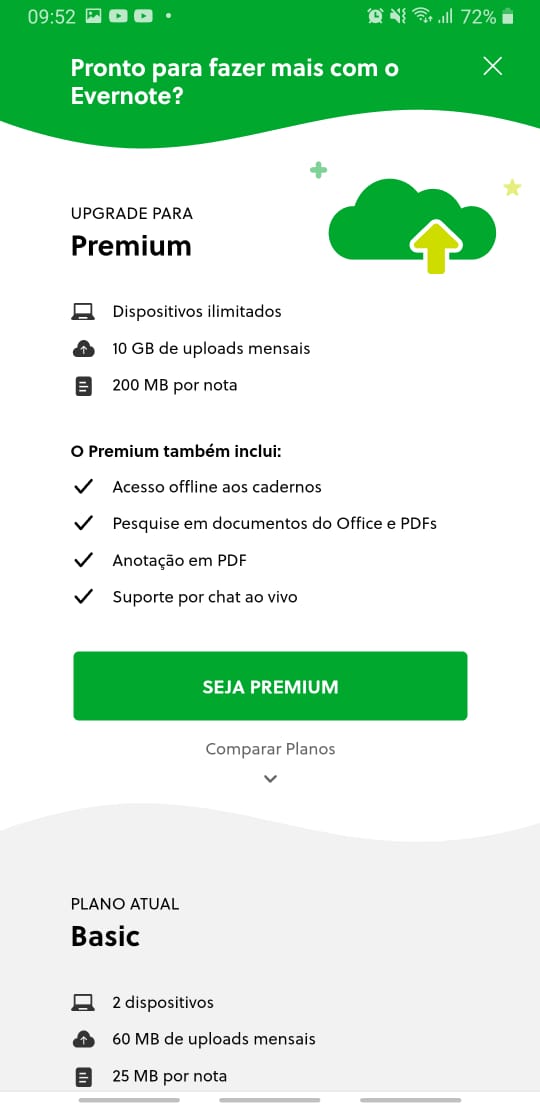 09:52
72%
Pronto para fazer mais com o
Evernote?
UPGRADE PARA
Premium
Dispositivos ilimitados
10 GB de uploads mensais
200 MB por nota
O Premium também inclui:
Acesso offline aos cadernos
Pesquise em documentos do Office e PDFs
Anotação em PDF
Suporte por chat ao vivo
SEJA PREMIUM
Comparar Planos
PLANO ATUAL
Basic
2 dispositivos
60 MB de uploads mensais
25 MB por nota